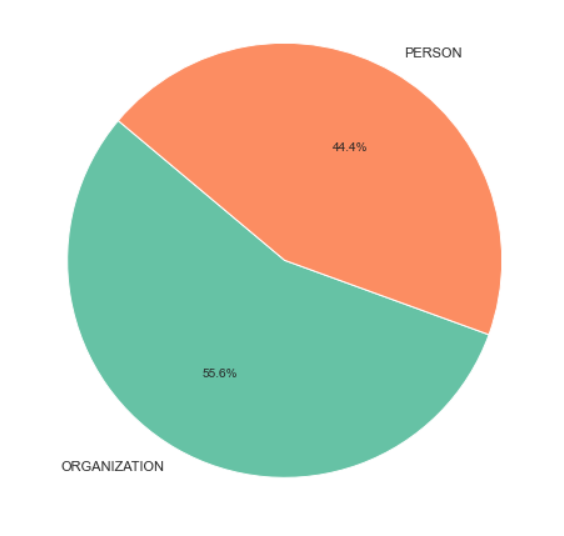 PERSON
44.4%
55.6%
ORGANIZATION